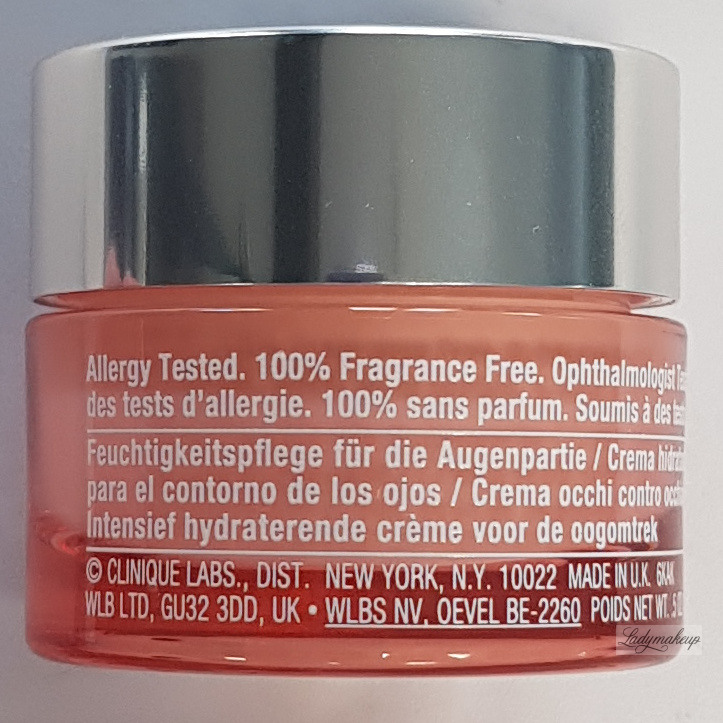 Allergy Tested. 100% Fragrance Free. Ophthalmologist
des tests d'allergie. 100% sans parfum. Soumis à des
Feuchtigkeitspflege für die Augenpartie / Crema
para el contorno de los ojos / Crema occhi contro
Intensief hydraterende crème voor de oogomtrek
© CLINIQUE LABS., DIST. NEW YORK, N.Y. 10022 MADE IN U.K.
WLB LTD, GU32 3DD, UK • WLBS NV, OEVEL BE-2260 POIDS NET WT.
Ladymakeup